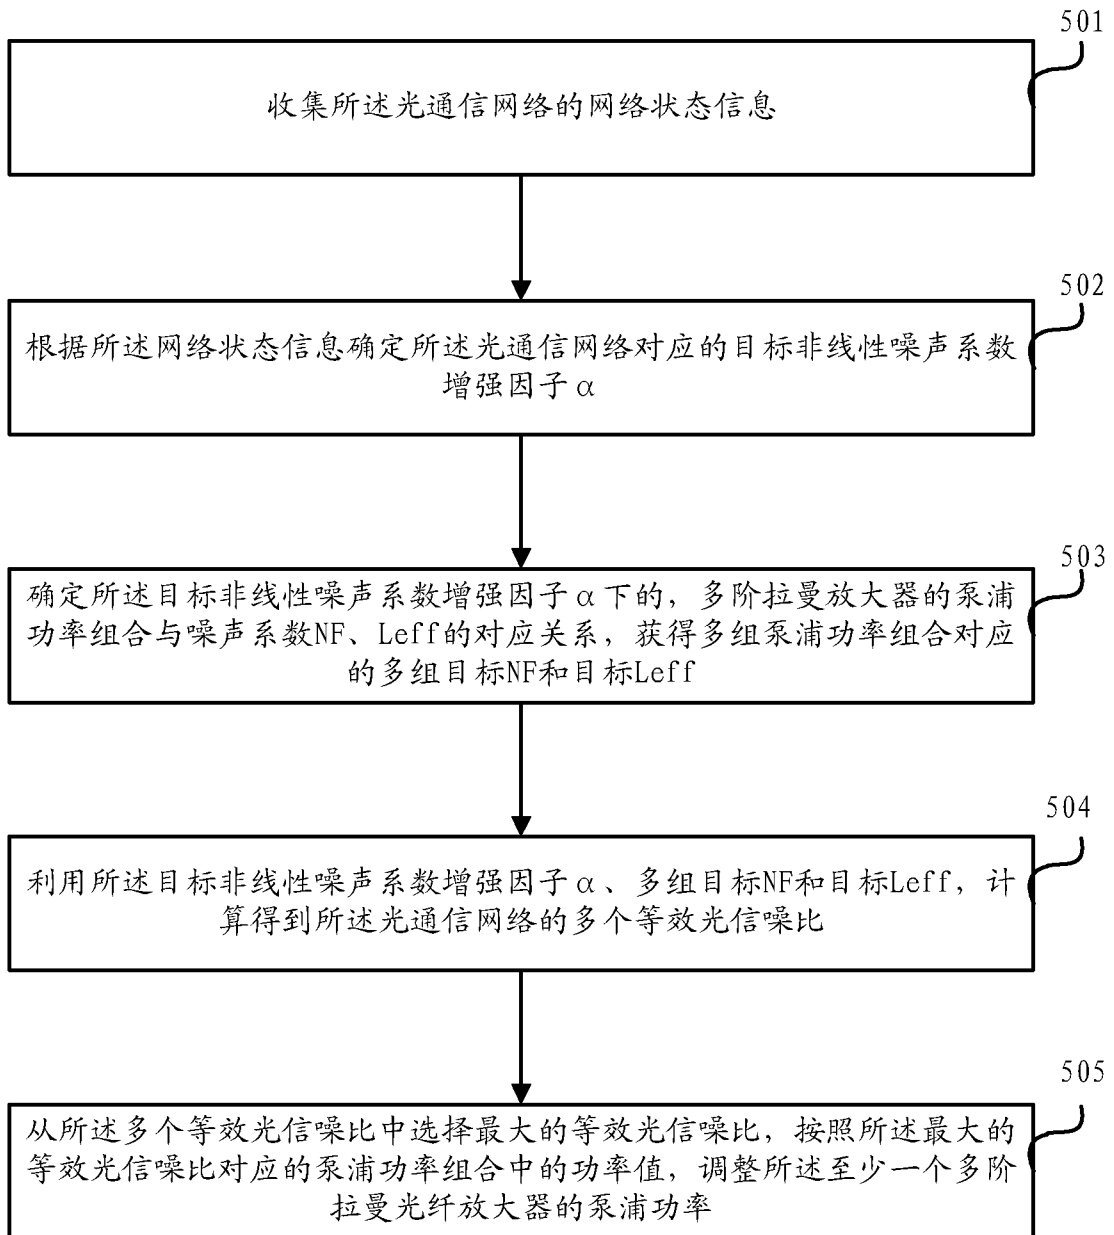 501
收集所述光通信网络的网络状态信息
502
根据所述网络状态信息确定所述光通信网络对应的目标非线性噪声系数
增强因子α
503
确定所述目标非线性噪声系数增强因子α下的，多阶拉曼放大器的泵浦
功率组合与噪声系数NF、Leff的对应关系，获得多组泵浦功率组合对应
的多组目标NF和目标Leff
504
利用所述目标非线性噪声系数增强因子α、多组目标NF和目标Leff，计
算得到所述光通信网络的多个等效光信噪比
505
从所述多个等效光信噪比中选择最大的等效光信噪比，按照所述最大的
等效光信噪比对应的泵浦功率组合中的功率值，调整所述至少一个多阶
拉曼光纤放大器的泵浦功率